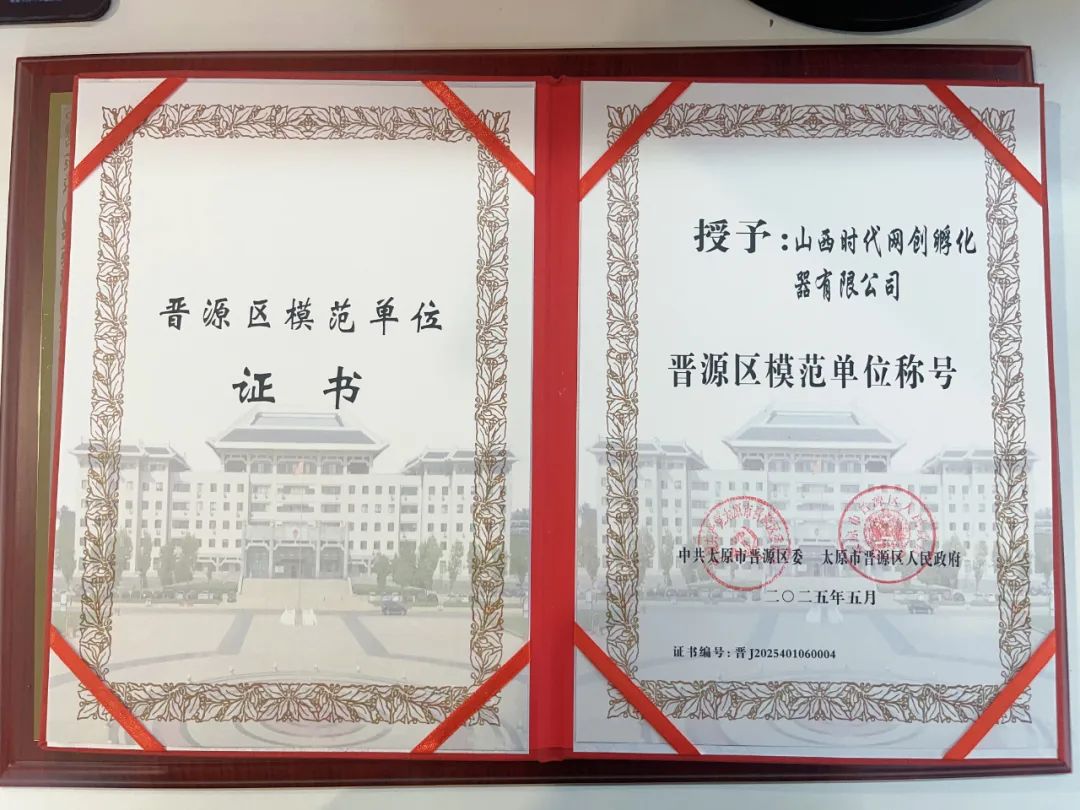 晋源区模范单位
证书
授予:山西时代网创孵化
器有限公司
晋源区模范单位称号
中共太原市晋源区委 太原市晋源区人民政府
二〇二五年五月
证书编号:晋J2025401060004